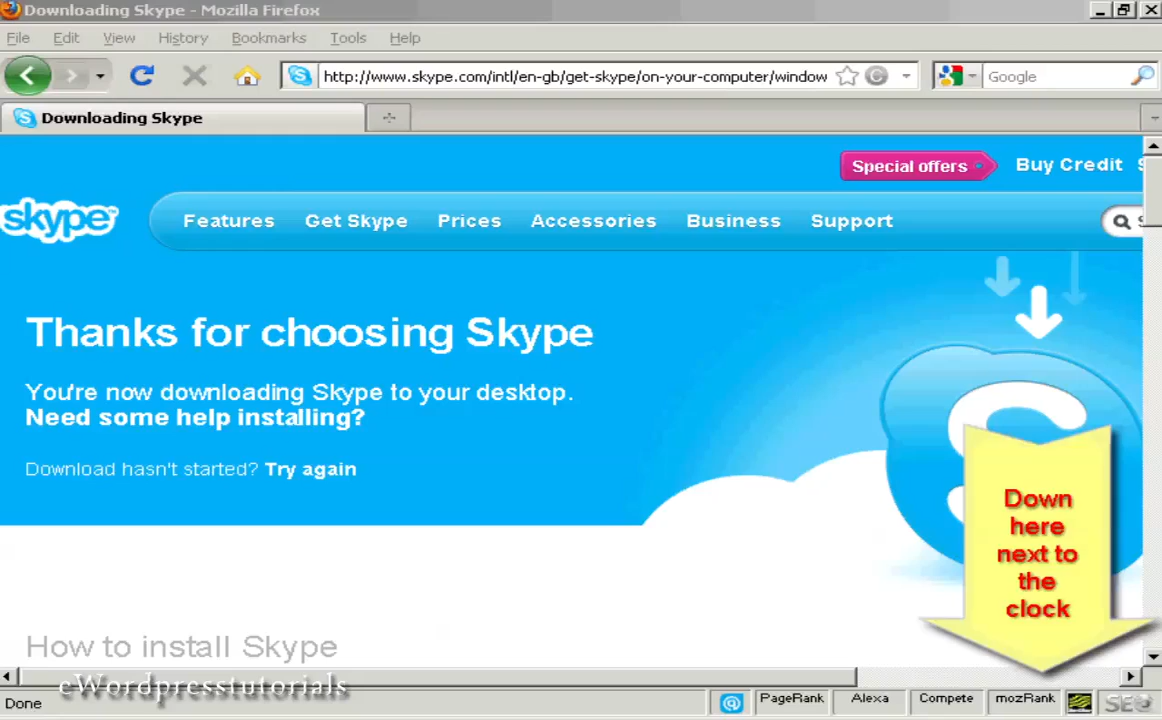 Downloading Skype - Mozilla Firefox
File Edit View History Bookmarks Tools Help
http://www.skype.com/intl/en-gb/get-skype/on-your-computer/window
Google
Downloading Skype
Special offers Buy Credit
skype
Features Get Skype Prices Accessories Business Support
Thanks for choosing Skype
You're now downloading Skype to your desktop.
Need some help installing?
Download hasn't started? Try again
Down
here
next to
the
clock
How to install Skype
eWordpresstutorials
Done
PageRank Alexa Compete mozRank SEO